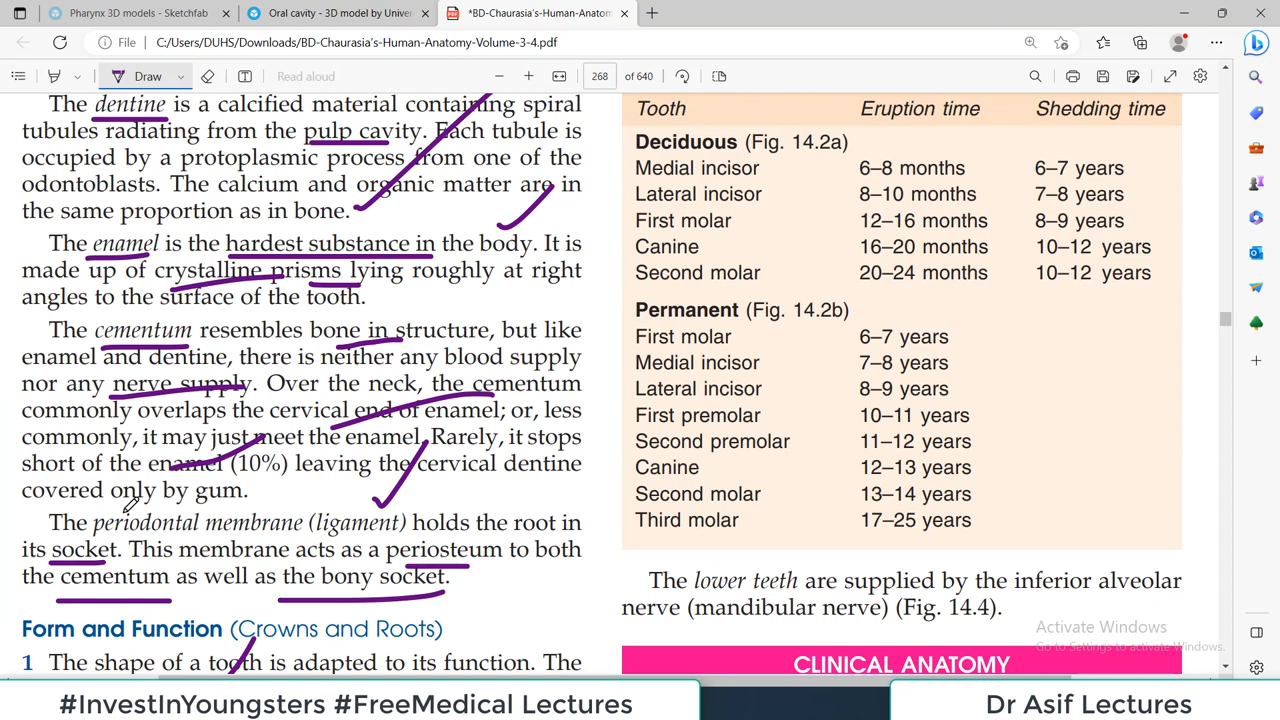 Pharynx 3D models - Sketchfab
Oral cavity - 3D model by Univer
*BD-Chaurasia's-Human-Anatom
File
C:/Users/DUHS/Downloads/BD-Chaurasia's-Human-Anatomy-Volume-3-4.pdf
Draw
Read aloud
268 of 640
The dentine is a calcified material containing spiral
tubules radiating from the pulp cavity. Each tubule is
occupied by a protoplasmic process from one of the
odontoblasts. The calcium and organic matter are in
the same proportion as in bone.
The enamel is the hardest substance in the body. It is
made up of crystalline prisms lying roughly at right
angles to the surface of the tooth.
The cementum resembles bone in structure, but like
enamel and dentine, there is neither any blood supply
nor any nerve supply. Over the neck, the cementum
commonly overlaps the cervical end of enamel; or, less
commonly, it may just meet the enamel. Rarely, it stops
short of the enamel (10%) leaving the cervical dentine
covered only by gum.
The periodontal membrane (ligament) holds the root in
its socket. This membrane acts as a periosteum to both
the cementum as well as the bony socket.
Form and Function (Crowns and Roots)
1 The shape of a tooth is adapted to its function. The
Tooth Eruption time Shedding time
Deciduous (Fig. 14.2a)
Medial incisor 6–8 months 6–7 years
Lateral incisor 8–10 months 7–8 years
First molar 12–16 months 8–9 years
Canine 16–20 months 10–12 years
Second molar 20–24 months 10–12 years
Permanent (Fig. 14.2b)
First molar 6–7 years
Medial incisor 7–8 years
Lateral incisor 8–9 years
First premolar 10–11 years
Second premolar 11–12 years
Canine 12–13 years
Second molar 13–14 years
Third molar 17–25 years
The lower teeth are supplied by the inferior alveolar
nerve (mandibular nerve) (Fig. 14.4).
Activate Windows
Go to Settings to activate Windows.
CLINICAL ANATOMY
#InvestInYoungsters #FreeMedical Lectures
Dr Asif Lectures